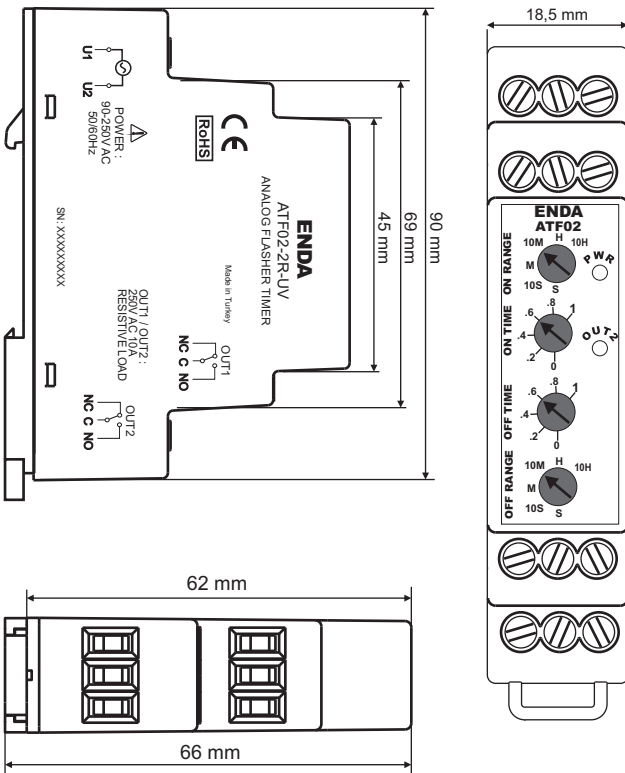 18,5 mm
90 mm
69 mm
45 mm
U1
U2
POWER :
90-250V AC
50/60Hz
CE
RoHS
ENDA
ATF02-2R-UV
ANALOG FLASHER TIMER
Made in Turkey
SN: XXXXXXXXX
OUT1 / OUT2 :
250V AC 10A
RESISTIVE LOAD
OUT1
NC C NO
OUT2
NC C NO
ENDA
ATF02
ON RANGE
10M H 10H
M
10S S
PWR
ON TIME
.8 1
.6
.4
.2 0
OUT2
OFF TIME
.8 1
.6
.4
.2 0
OFF RANGE
10M H 10H
M
10S S
62 mm
66 mm